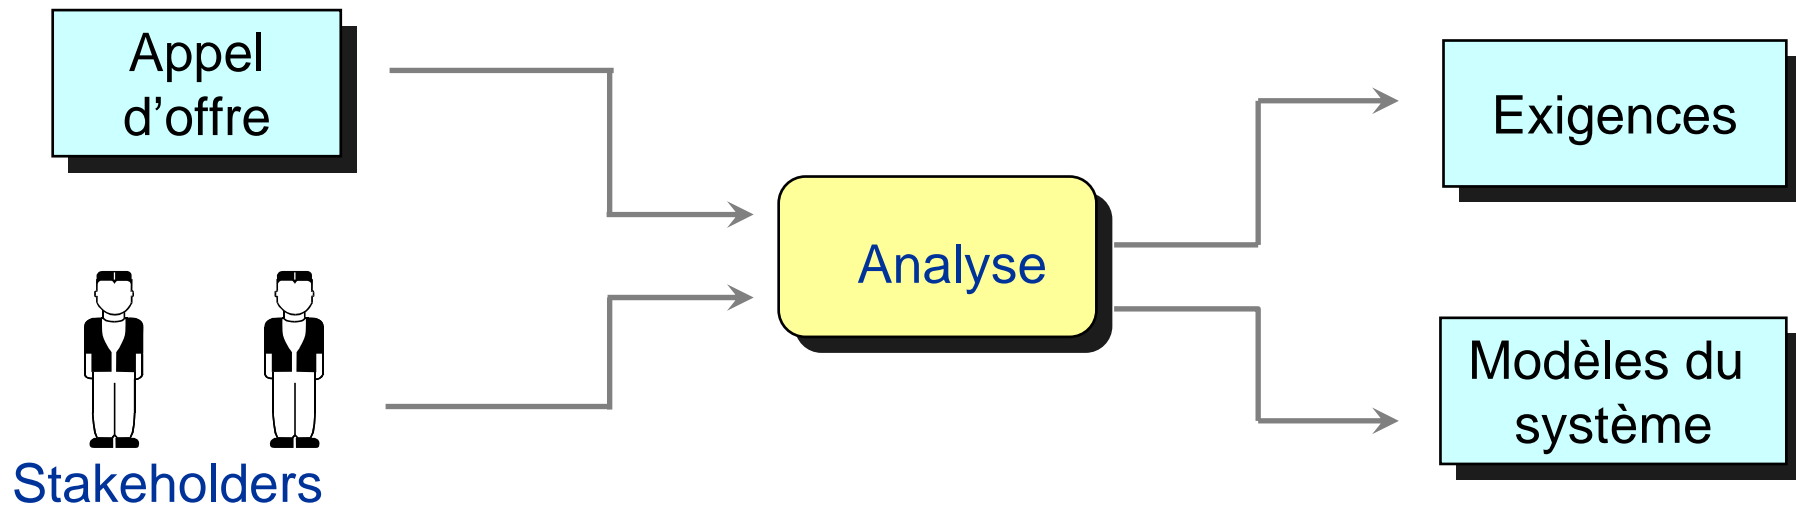 Appel
d’offre
Stakeholders
Analyse
Exigences
Modèles du
système